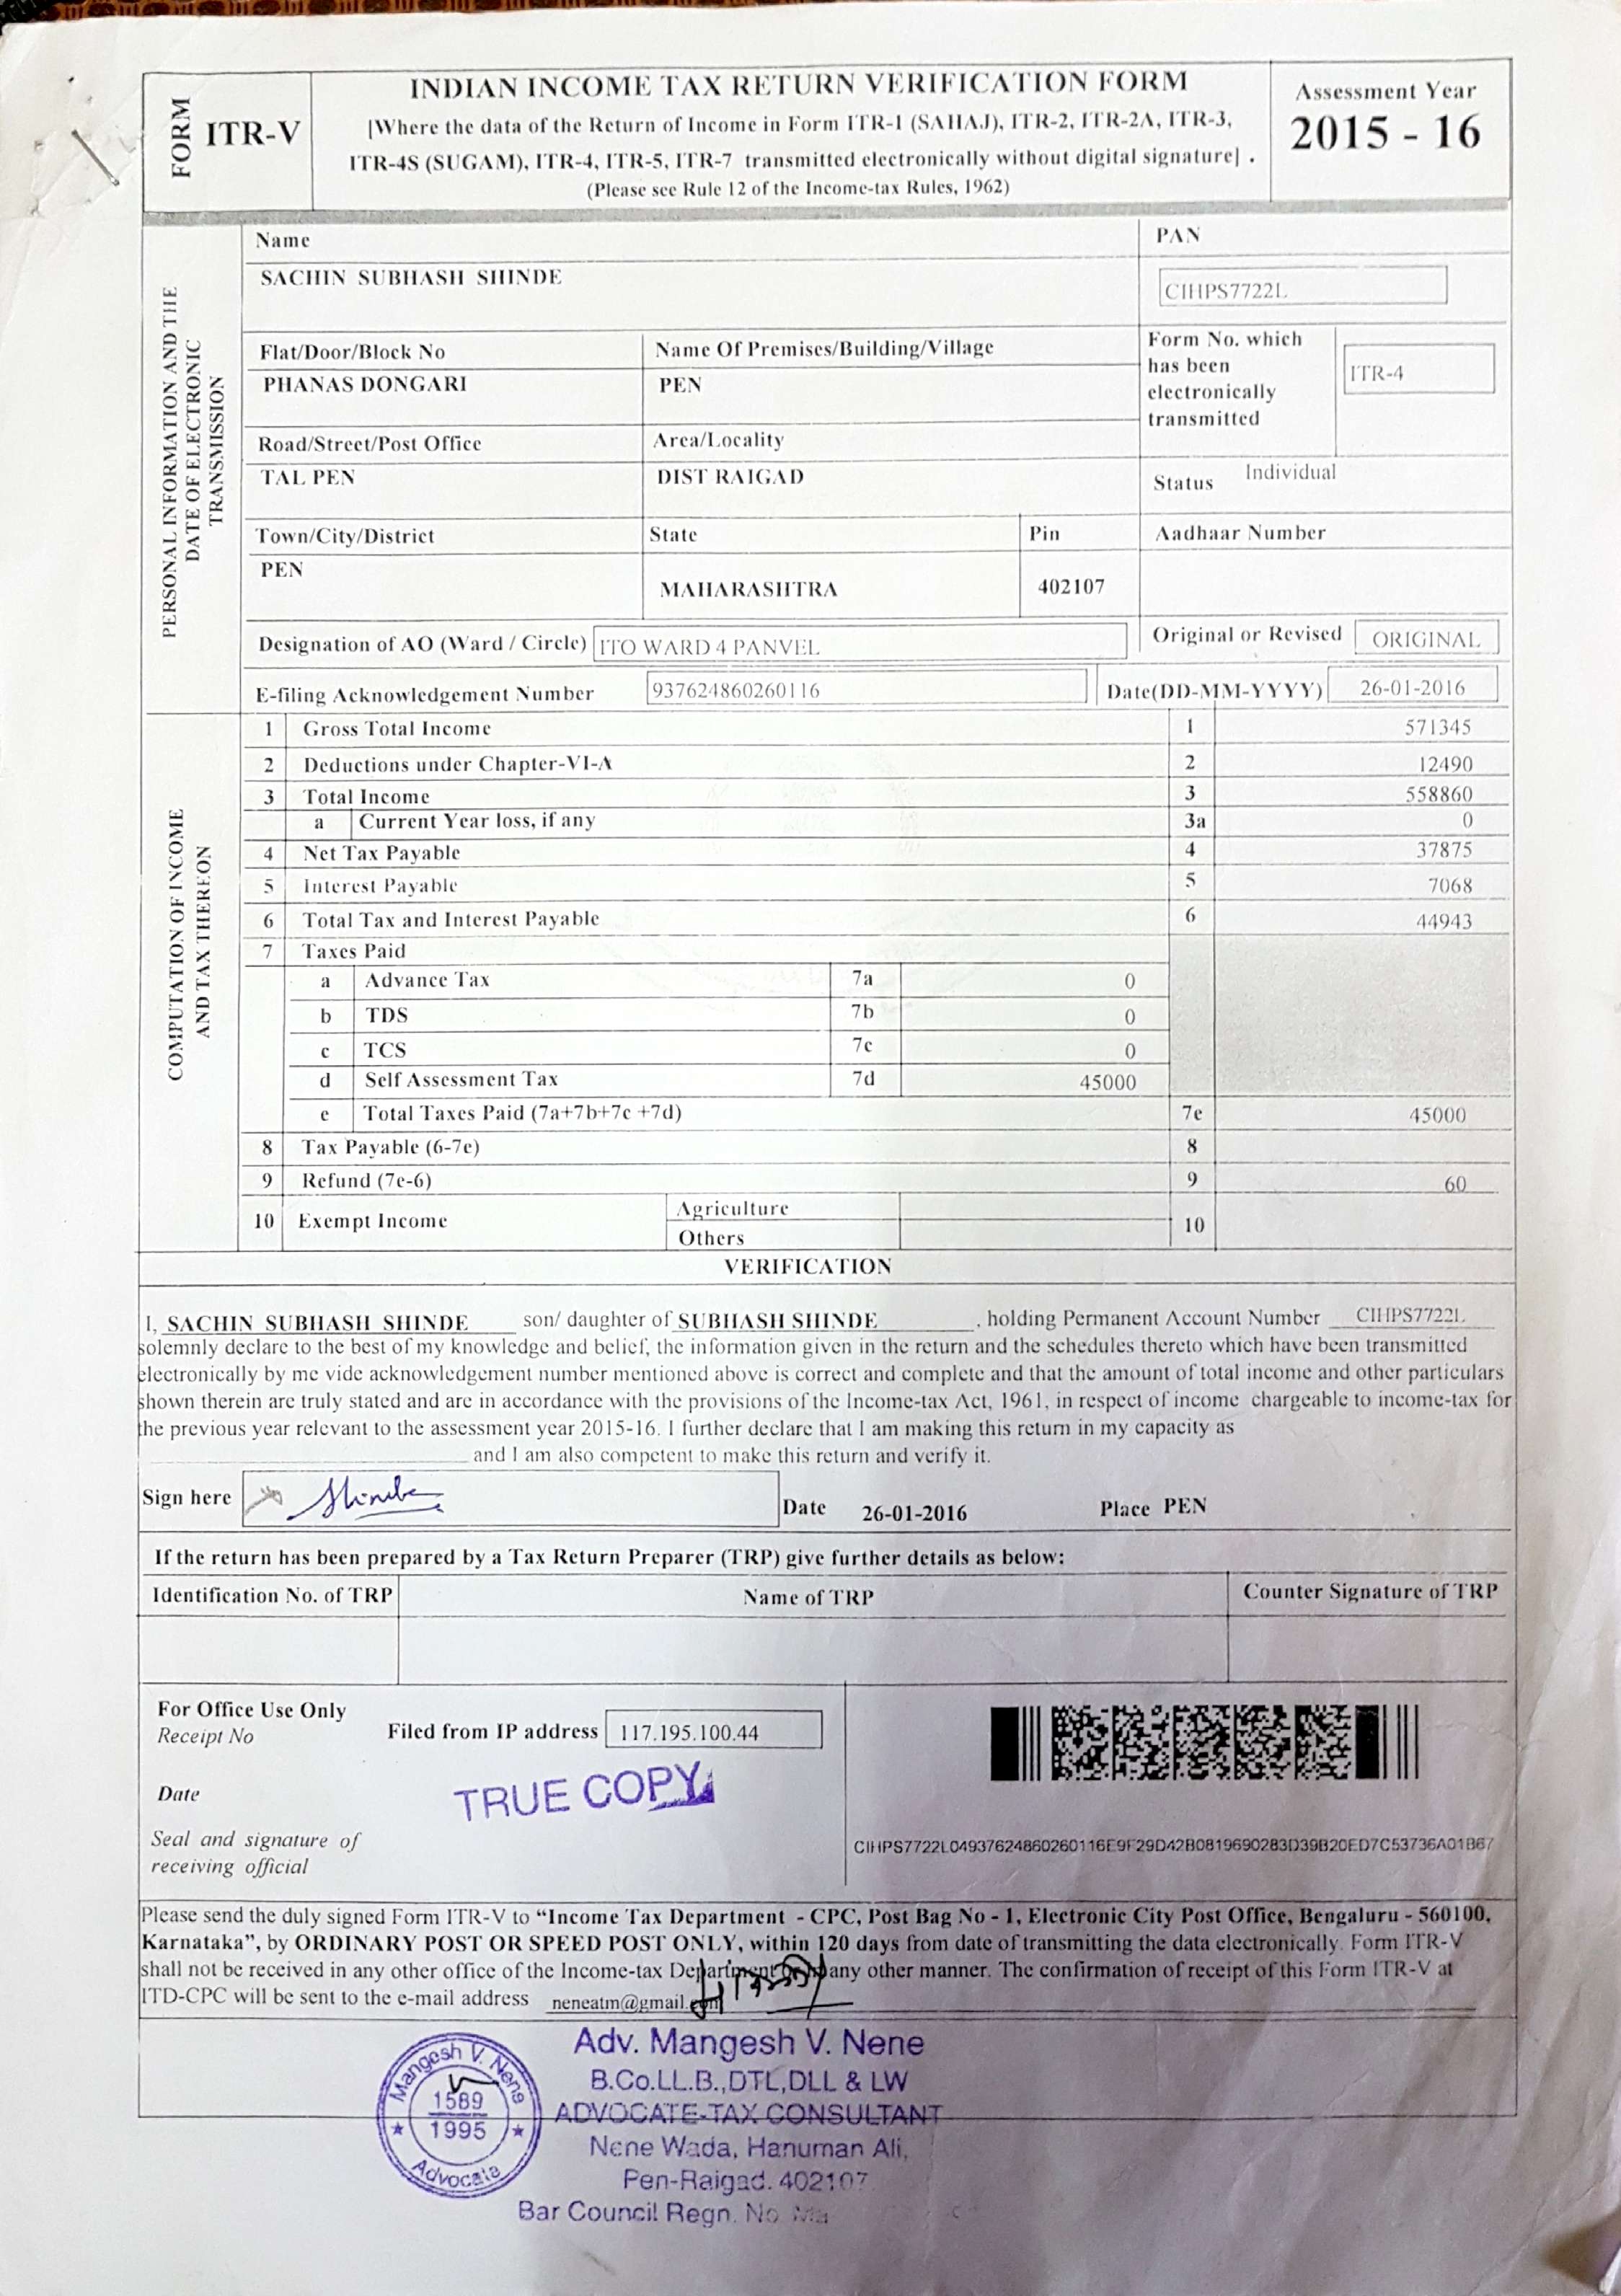 FORM ITR-V
INDIAN INCOME TAX RETURN VERIFICATION FORM
[Where the data of the Return of Income in Form ITR-1 (SAHAJ), ITR-2, ITR-2A, ITR-3,
ITR-4S (SUGAM), ITR-4, ITR-5, ITR-7 transmitted electronically without digital signature] .
(Please see Rule 12 of the Income-tax Rules, 1962)
Assessment Year
2015 - 16
PERSONAL INFORMATION AND THE
DATE OF ELECTRONIC
TRANSMISSION
Name
PAN
SACHIN SUBHASH SHINDE
CIHPS7722L
Flat/Door/Block No
Name Of Premises/Building/Village
Form No. which
has been
electronically
transmitted
ITR-4
PHANAS DONGARI
PEN
Road/Street/Post Office
Area/Locality
TAL PEN
DIST RAIGAD
Status Individual
Town/City/District
State
Pin
Aadhaar Number
PEN
MAHARASHTRA
402107
Designation of AO (Ward / Circle) ITO WARD 4 PANVEL
Original or Revised ORIGINAL
E-filing Acknowledgement Number 937624860260116
Date(DD-MM-YYYY) 26-01-2016
COMPUTATION OF INCOME
AND TAX THEREON
1 Gross Total Income 1 571345
2 Deductions under Chapter-VI-A 2 12490
3 Total Income 3 558860
a Current Year loss, if any 3a 0
4 Net Tax Payable 4 37875
5 Interest Payable 5 7068
6 Total Tax and Interest Payable 6 44943
7 Taxes Paid
a Advance Tax 7a 0
b TDS 7b 0
c TCS 7c 0
d Self Assessment Tax 7d 45000
e Total Taxes Paid (7a+7b+7c +7d) 7e 45000
8 Tax Payable (6-7e) 8
9 Refund (7e-6) 9 60
10 Exempt Income
Agriculture
Others
10
VERIFICATION
I, SACHIN SUBHASH SHINDE son/ daughter of SUBHASH SHINDE , holding Permanent Account Number CIHPS7722L
solemnly declare to the best of my knowledge and belief, the information given in the return and the schedules thereto which have been transmitted
electronically by me vide acknowledgement number mentioned above is correct and complete and that the amount of total income and other particulars
shown therein are truly stated and are in accordance with the provisions of the Income-tax Act, 1961, in respect of income chargeable to income-tax for
the previous year relevant to the assessment year 2015-16. I further declare that I am making this return in my capacity as
and I am also competent to make this return and verify it.
Sign here Shinde
Date 26-01-2016
Place PEN
If the return has been prepared by a Tax Return Preparer (TRP) give further details as below:
Identification No. of TRP
Name of TRP
Counter Signature of TRP
For Office Use Only
Receipt No
Filed from IP address 117.195.100.44
Date
TRUE COPY
Seal and signature of
receiving official
CIHPS7722L04937624860260116E9F29D42B0819690283D39B20ED7C53736A01B67
Please send the duly signed Form ITR-V to “Income Tax Department - CPC, Post Bag No - 1, Electronic City Post Office, Bengaluru - 560100,
Karnataka”, by ORDINARY POST OR SPEED POST ONLY, within 120 days from date of transmitting the data electronically. Form ITR-V
shall not be received in any other office of the Income-tax Department or in any other manner. The confirmation of receipt of this Form ITR-V at
ITD-CPC will be sent to the e-mail address neneatm@gmail.com
Mangesh V. Nene
1589
1995
Advocate
Adv. Mangesh V. Nene
B.Co.LL.B.,DTL,DLL & LW
ADVOCATE-TAX CONSULTANT
Nene Wada, Hanuman Ali,
Pen-Raigad. 402107
Bar Council Regn. No